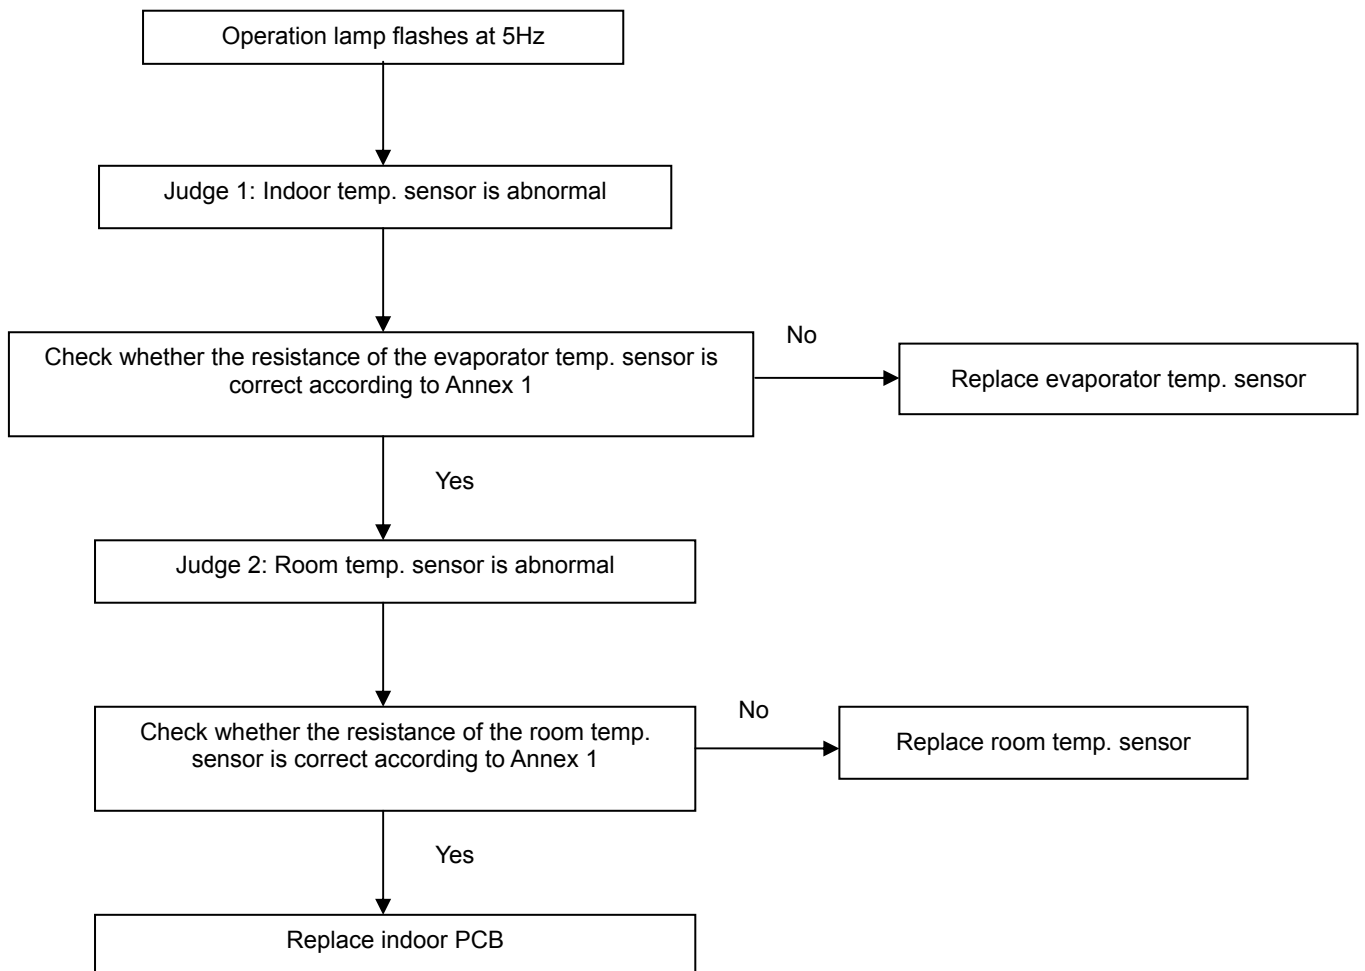 Operation lamp flashes at 5Hz
Judge 1: Indoor temp. sensor is abnormal
Check whether the resistance of the evaporator temp. sensor is
correct according to Annex 1
No
Replace evaporator temp. sensor
Yes
Judge 2: Room temp. sensor is abnormal
Check whether the resistance of the room temp.
sensor is correct according to Annex 1
No
Replace room temp. sensor
Yes
Replace indoor PCB